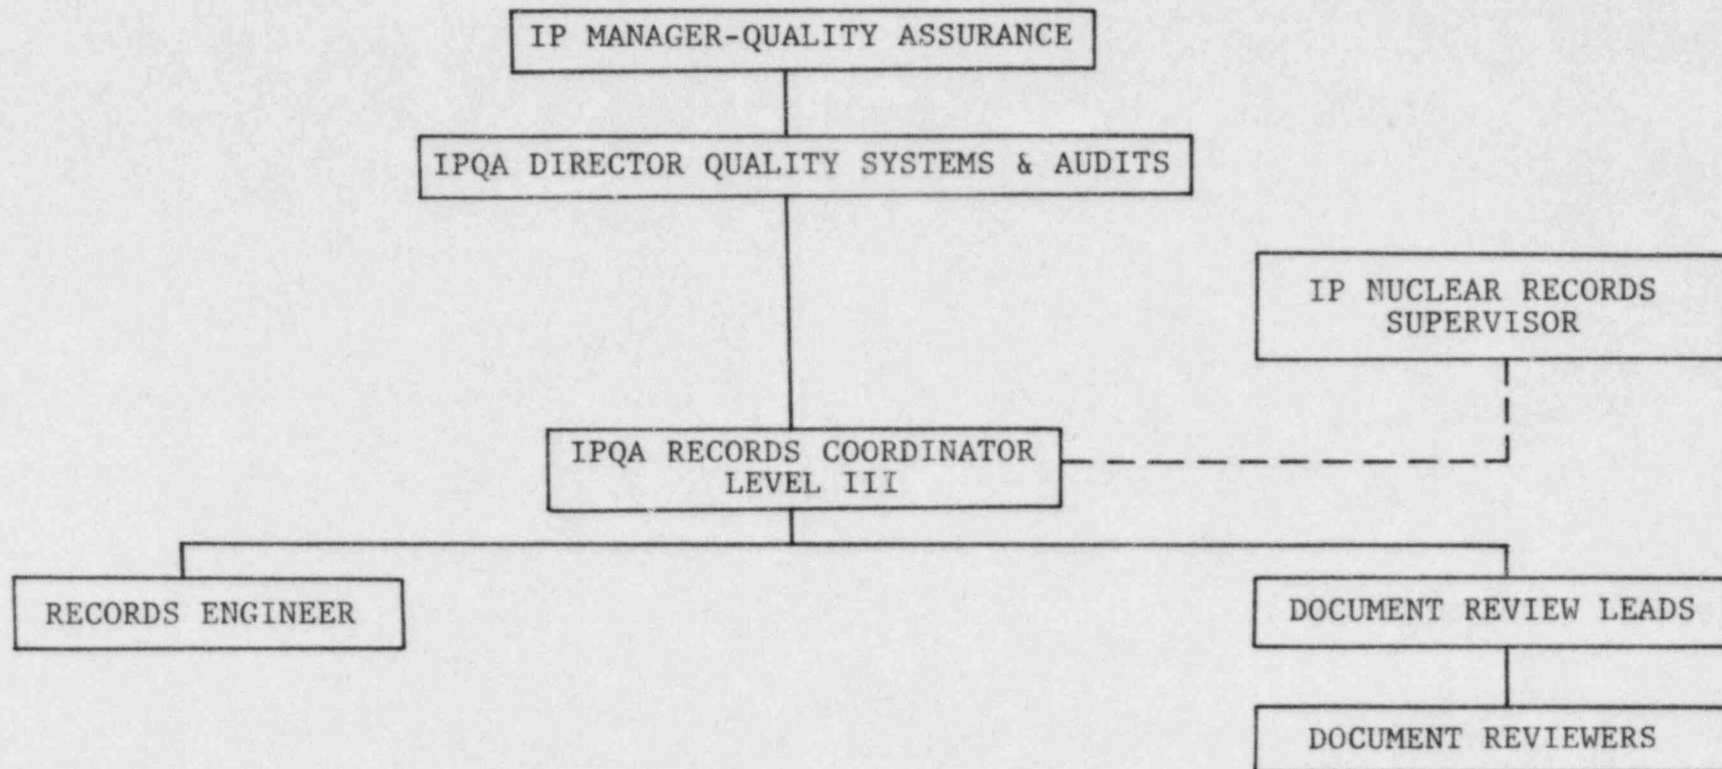 IP MANAGER-QUALITY ASSURANCE
IPQA DIRECTOR QUALITY SYSTEMS & AUDITS
IP NUCLEAR RECORDS
SUPERVISOR
IPQA RECORDS COORDINATOR
LEVEL III
RECORDS ENGINEER
DOCUMENT REVIEW LEADS
DOCUMENT REVIEWERS